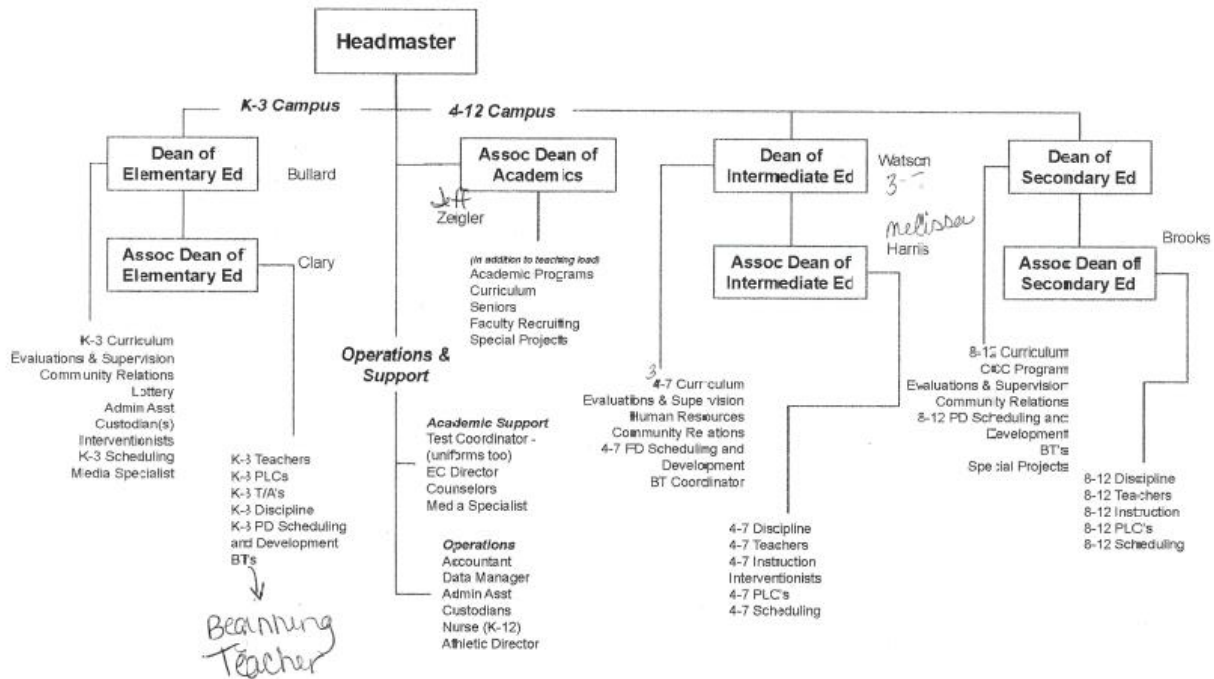 Headmaster
K-3 Campus
4-12 Campus
Dean of
Elementary Ed
Bullard
Assoc Dean of
Elementary Ed
Clary
K-3 Curriculum
Evaluations & Supervision
Community Relations
Lottery
Admin Asst
Custodian(s)
Interventionists
K-3 Scheduling
Media Specialist
K-3 Teachers
K-3 PLCs
K-3 T/A's
K-3 Discipline
K-3 PD Scheduling
and Development
BT's
Beginning
Teacher
Operations &
Support
Academic Support
Test Coordinator -
(uniforms too)
EC Director
Counselors
Media Specialist
Operations
Accountant
Data Manager
Admin Asst
Custodians
Nurse (K-12)
Athletic Director
Assoc Dean of
Academics
Jeff
Zeigler
(in addition to teaching load)
Academic Programs
Curriculum
Seniors
Faculty Recruiting
Special Projects
Dean of
Intermediate Ed
Watson
3-
Melissa
Harris
Assoc Dean of
Intermediate Ed
3
4-7 Curriculum
Evaluations & Supervision
Human Resources
Community Relations
4-7 PD Scheduling and
Development
BT Coordinator
4-7 Discipline
4-7 Teachers
4-7 Instruction
Interventionists
4-7 PLC's
4-7 Scheduling
Dean of
Secondary Ed
Brooks
Assoc Dean of
Secondary Ed
8-12 Curriculum
Program
Evaluations & Supervision
Community Relations
8-12 PD Scheduling and
Development
BT's
Special Projects
8-12 Discipline
8-12 Teachers
8-12 Instruction
8-12 PLC's
8-12 Scheduling